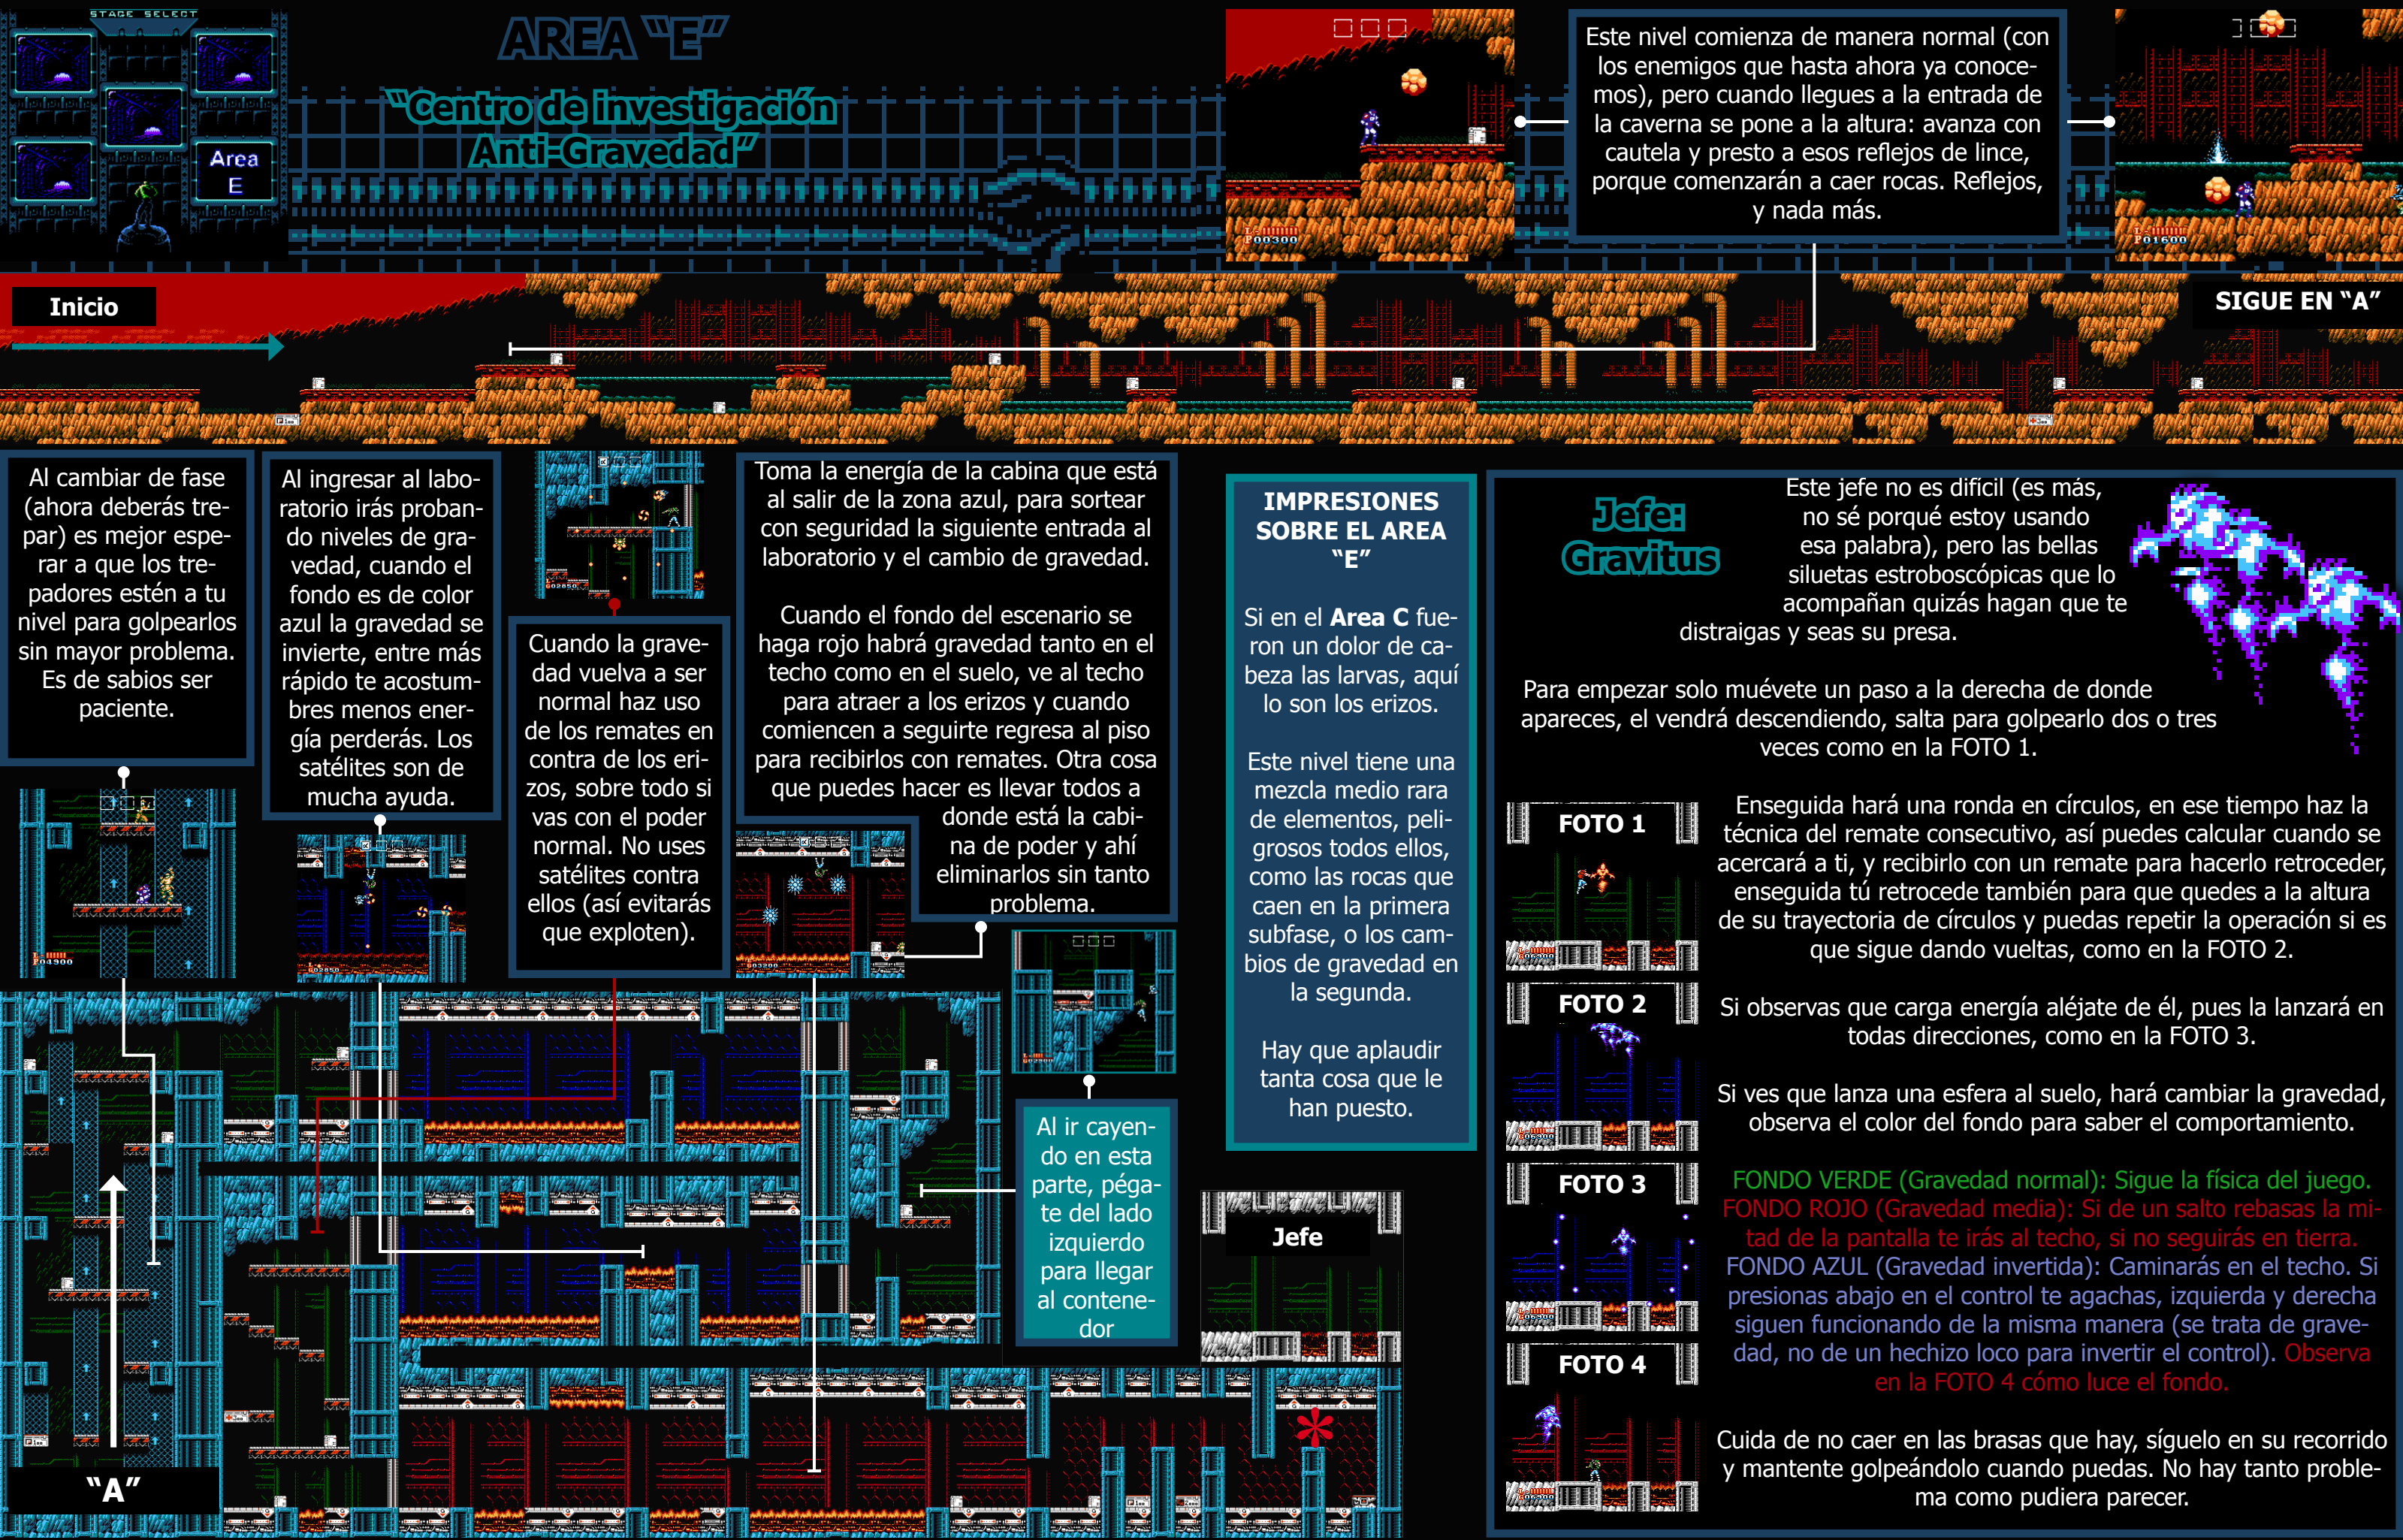 STAGE SELECT
Area
E
AREA “E”
“Centro de investigación
Anti-Gravedad”
P00300
Este nivel comienza de manera normal (con
los enemigos que hasta ahora ya conoce-
mos), pero cuando llegues a la entrada de
la caverna se pone a la altura: avanza con
cautela y presto a esos reflejos de lince,
porque comenzarán a caer rocas. Reflejos,
y nada más.
P01600
Inicio
SIGUE EN “A”
Al cambiar de fase
(ahora deberás tre-
par) es mejor espe-
rar a que los tre-
padores estén a tu
nivel para golpearlos
sin mayor problema.
Es de sabios ser
paciente.
P04300
Al ingresar al labo-
ratorio irás proban-
do niveles de gra-
vedad, cuando el
fondo es de color
azul la gravedad se
invierte, entre más
rápido te acostum-
bres menos ener-
gía perderás. Los
satélites son de
mucha ayuda.
G02850
Cuando la grave-
dad vuelva a ser
normal haz uso
de los remates en
contra de los eri-
zos, sobre todo si
vas con el poder
normal. No uses
satélites contra
ellos (así evitarás
que exploten).
Toma la energía de la cabina que está
al salir de la zona azul, para sortear
con seguridad la siguiente entrada al
laboratorio y el cambio de gravedad.
Cuando el fondo del escenario se
haga rojo habrá gravedad tanto en el
techo como en el suelo, ve al techo
para atraer a los erizos y cuando
comiencen a seguirte regresa al piso
para recibirlos con remates. Otra cosa
que puedes hacer es llevar todos a
donde está la cabi-
na de poder y ahí
eliminarlos sin tanto
problema.
Al ir cayen-
do en esta
parte, péga-
te del lado
izquierdo
para llegar
al contene-
dor
“A”
Jefe
*
IMPRESIONES
SOBRE EL AREA
“E”
Si en el Area C fue-
ron un dolor de ca-
beza las larvas, aquí
lo son los erizos.
Este nivel tiene una
mezcla medio rara
de elementos, peli-
grosos todos ellos,
como las rocas que
caen en la primera
subfase, o los cam-
bios de gravedad en
la segunda.
Hay que aplaudir
tanta cosa que le
han puesto.
Jefe:
Gravitus
Este jefe no es difícil (es más,
no sé porqué estoy usando
esa palabra), pero las bellas
siluetas estroboscópicas que lo
acompañan quizás hagan que te
distraigas y seas su presa.
Para empezar solo muévete un paso a la derecha de donde
apareces, el vendrá descendiendo, salta para golpearlo dos o tres
veces como en la FOTO 1.
FOTO 1
Enseguida hará una ronda en círculos, en ese tiempo haz la
técnica del remate consecutivo, así puedes calcular cuando se
acercará a ti, y recibirlo con un remate para hacerlo retroceder,
enseguida tú retrocede también para que quedes a la altura
de su trayectoria de círculos y puedas repetir la operación si es
que sigue dando vueltas, como en la FOTO 2.
FOTO 2
Si observas que carga energía aléjate de él, pues la lanzará en
todas direcciones, como en la FOTO 3.
Si ves que lanza una esfera al suelo, hará cambiar la gravedad,
observa el color del fondo para saber el comportamiento.
FOTO 3
FONDO VERDE (Gravedad normal): Sigue la física del juego.
FONDO ROJO (Gravedad media): Si de un salto rebasas la mi-
tad de la pantalla te irás al techo, si no seguirás en tierra.
FONDO AZUL (Gravedad invertida): Caminarás en el techo. Si
presionas abajo en el control te agachas, izquierda y derecha
siguen funcionando de la misma manera (se trata de grave-
dad, no de un hechizo loco para invertir el control). Observa
en la FOTO 4 cómo luce el fondo.
FOTO 4
Cuida de no caer en las brasas que hay, síguelo en su recorrido
y mantente golpeándolo cuando puedas. No hay tanto proble-
ma como pudiera parecer.